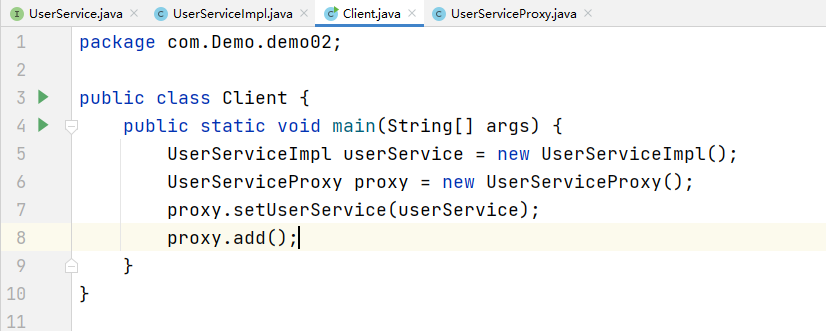 UserService.java UserServiceImpl.java Client.java UserServiceProxy.java
1 package com.Demo.demo02;
2
3 public class Client {
4 public static void main(String[] args) {
5 UserServiceImpl userService = new UserServiceImpl();
6 UserServiceProxy proxy = new UserServiceProxy();
7 proxy.setUserService(userService);
8 proxy.add();
9 }
10 }
11